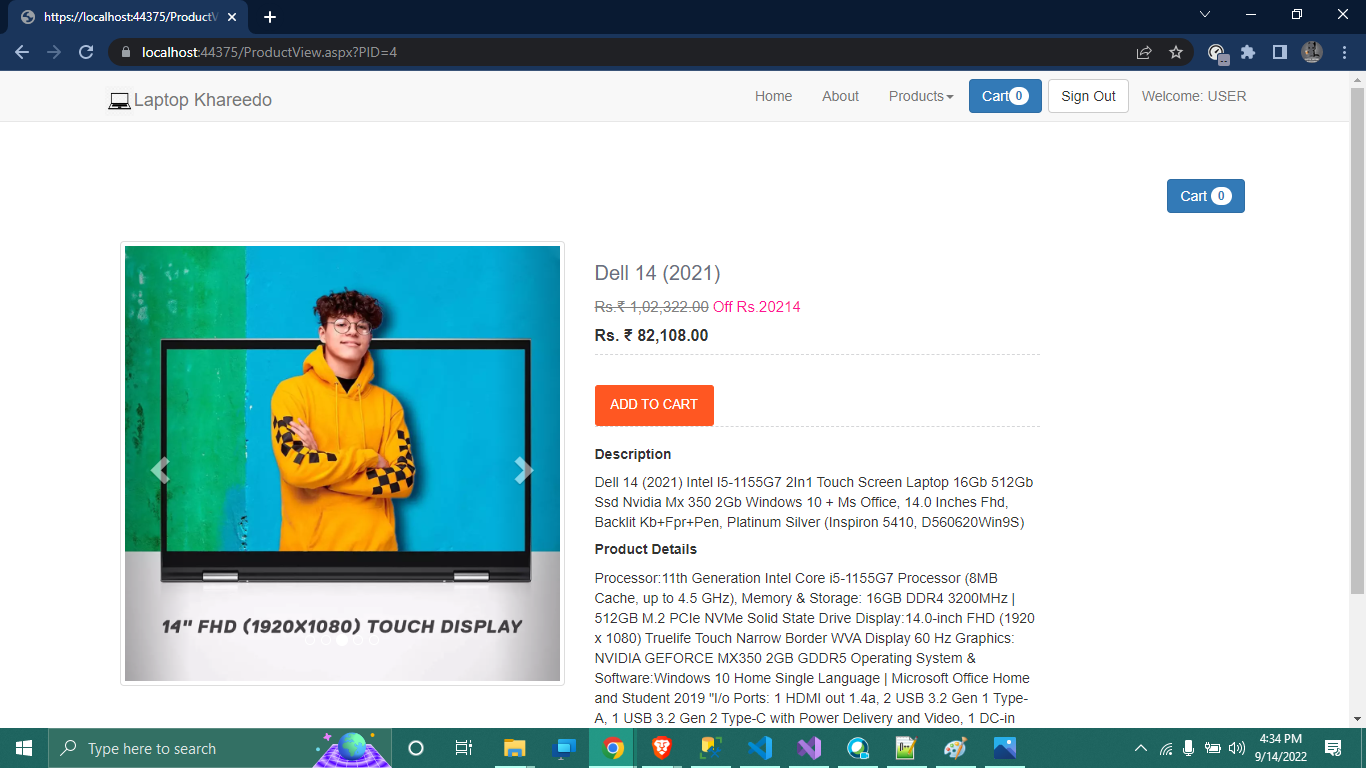 https://localhost:44375/ProductV
localhost:44375/ProductView.aspx?PID=4
Laptop Khareedo
Home
About
Products
Cart 0
Sign Out
Welcome: USER
Cart 0
14" FHD (1920X1080) TOUCH DISPLAY
Dell 14 (2021)
Rs.₹ 1,02,322.00 Off Rs.20214
Rs. ₹ 82,108.00
ADD TO CART
Description
Dell 14 (2021) Intel I5-1155G7 2In1 Touch Screen Laptop 16Gb 512Gb
Ssd Nvidia Mx 350 2Gb Windows 10 + Ms Office, 14.0 Inches Fhd,
Backlit Kb+Fpr+Pen, Platinum Silver (Inspiron 5410, D560620Win9S)
Product Details
Processor:11th Generation Intel Core i5-1155G7 Processor (8MB
Cache, up to 4.5 GHz), Memory & Storage: 16GB DDR4 3200MHz |
512GB M.2 PCIe NVMe Solid State Drive Display:14.0-inch FHD (1920
x 1080) Truelife Touch Narrow Border WVA Display 60 Hz Graphics:
NVIDIA GEFORCE MX350 2GB GDDR5 Operating System &
Software:Windows 10 Home Single Language | Microsoft Office Home
and Student 2019 "I/o Ports: 1 HDMI out 1.4a, 2 USB 3.2 Gen 1 Type-
A, 1 USB 3.2 Gen 2 Type-C with Power Delivery and Video, 1 DC-in
Type here to search
4:34 PM
9/14/2022